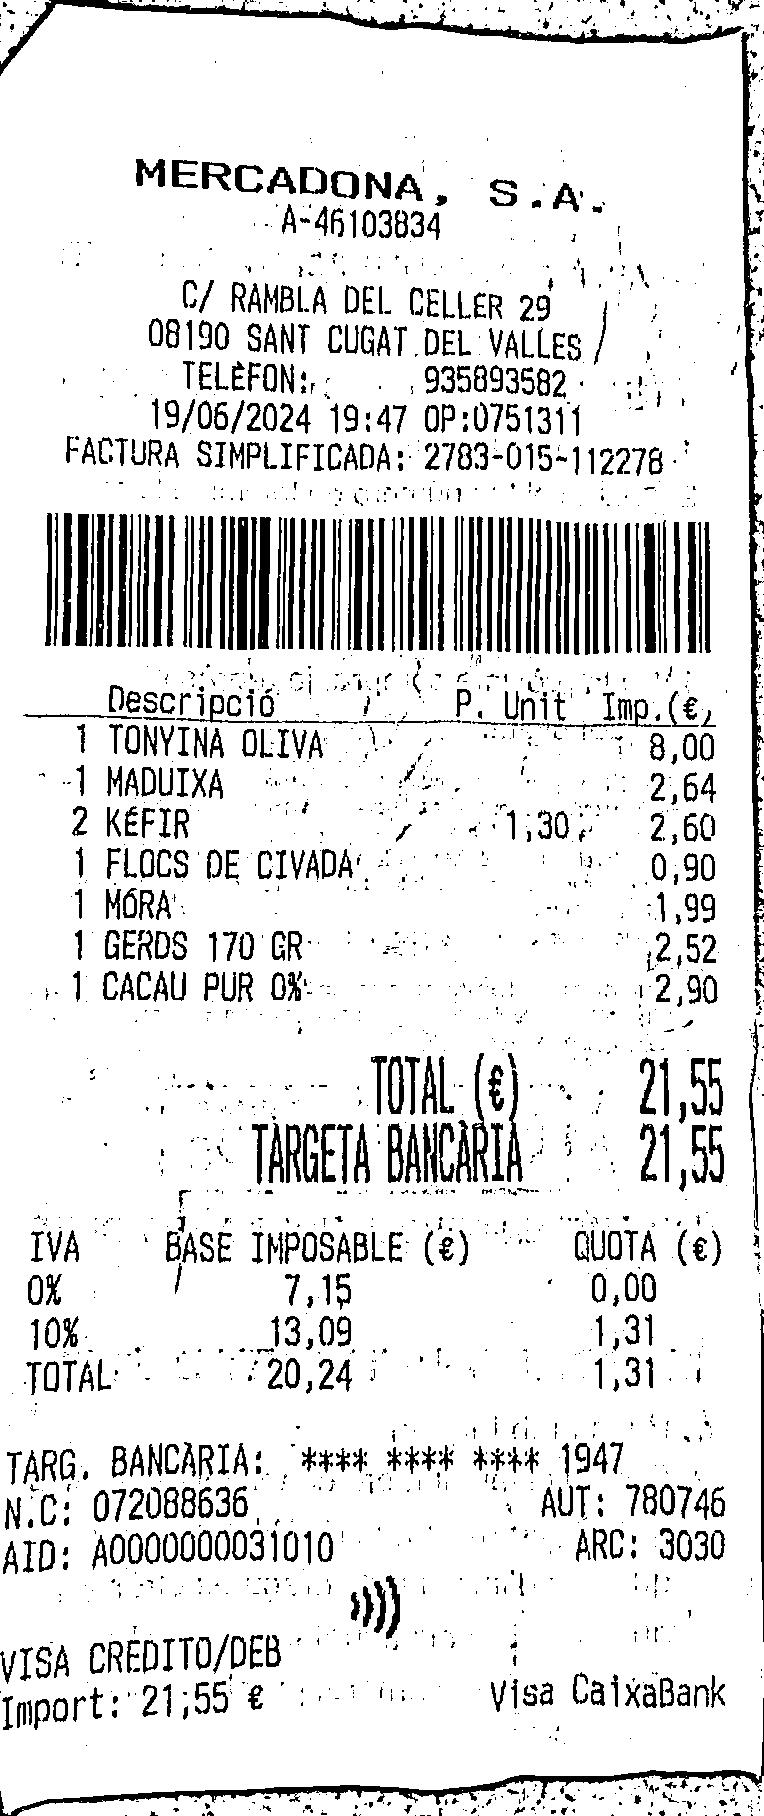 MERCADONA, S.A.
A-46103834
C/ RAMBLA DEL CELLER 29
08190 SANT CUGAT DEL VALLES
TELÈFON: 935893582
19/06/2024 19:47 OP:0751311
FACTURA SIMPLIFICADA: 2783-015-112278
Descripció P. Unit Imp.(€)
1 TONYINA OLIVA 8,00
1 MADUIXA 2,64
2 KÉFIR 1,30 2,60
1 FLOCS DE CIVADA 0,90
1 MÓRA 1,99
1 GERDS 170 GR 2,52
1 CACAU PUR 0% 2,90
TOTAL (€) 21,55
TARGETA BANCÀRIA 21,55
IVA BASE IMPOSABLE (€) QUOTA (€)
0% 7,15 0,00
10% 13,09 1,31
TOTAL 20,24 1,31
TARG. BANCÀRIA: **** **** **** 1947
N.C: 072088636 AUT: 780746
AID: A0000000031010 ARC: 3030
VISA CRÉDITO/DEB
Import: 21,55 € Visa CaixaBank